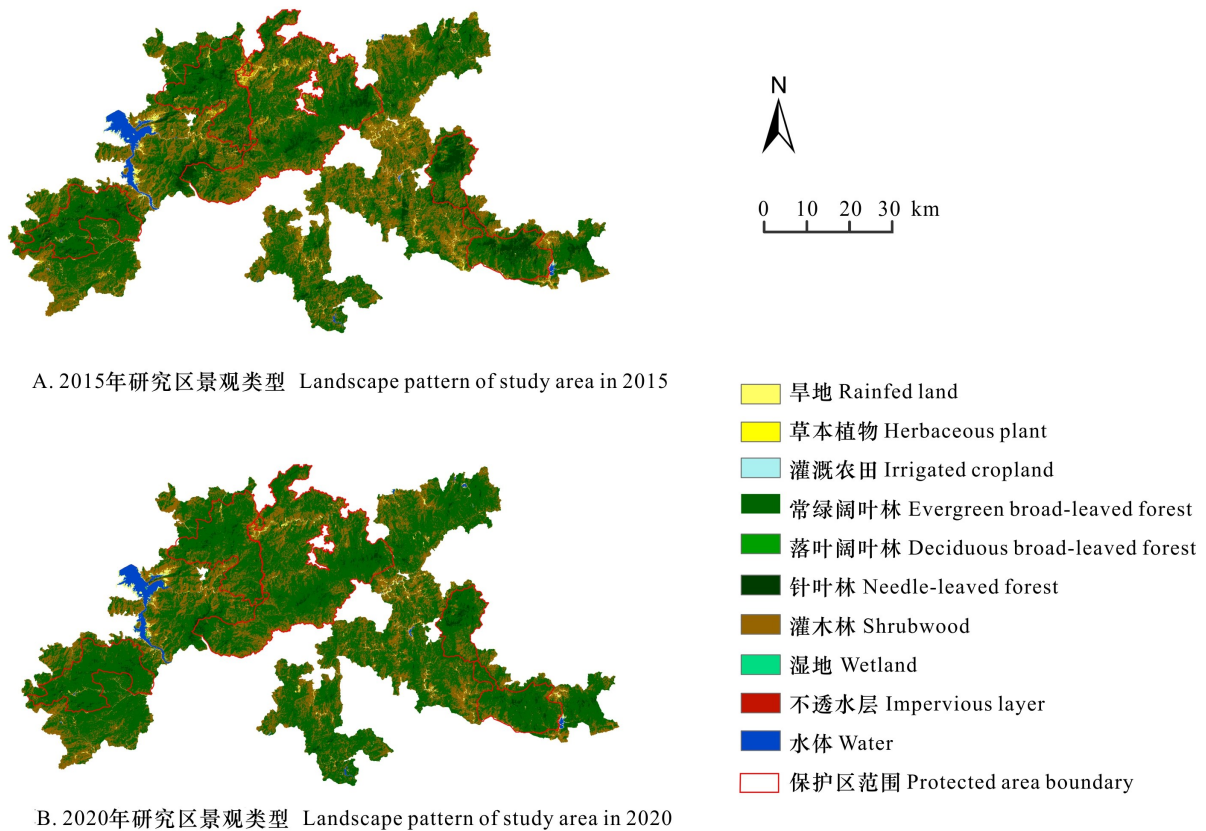 N
0 10 20 30 km
A. 2015年研究区景观类型 Landscape pattern of study area in 2015
旱地 Rainfed land
草本植物 Herbaceous plant
灌溉农田 Irrigated cropland
常绿阔叶林 Evergreen broad-leaved forest
落叶阔叶林 Deciduous broad-leaved forest
针叶林 Needle-leaved forest
灌木林 Shrubwood
湿地 Wetland
不透水层 Impervious layer
水体 Water
保护区范围 Protected area boundary
B. 2020年研究区景观类型 Landscape pattern of study area in 2020